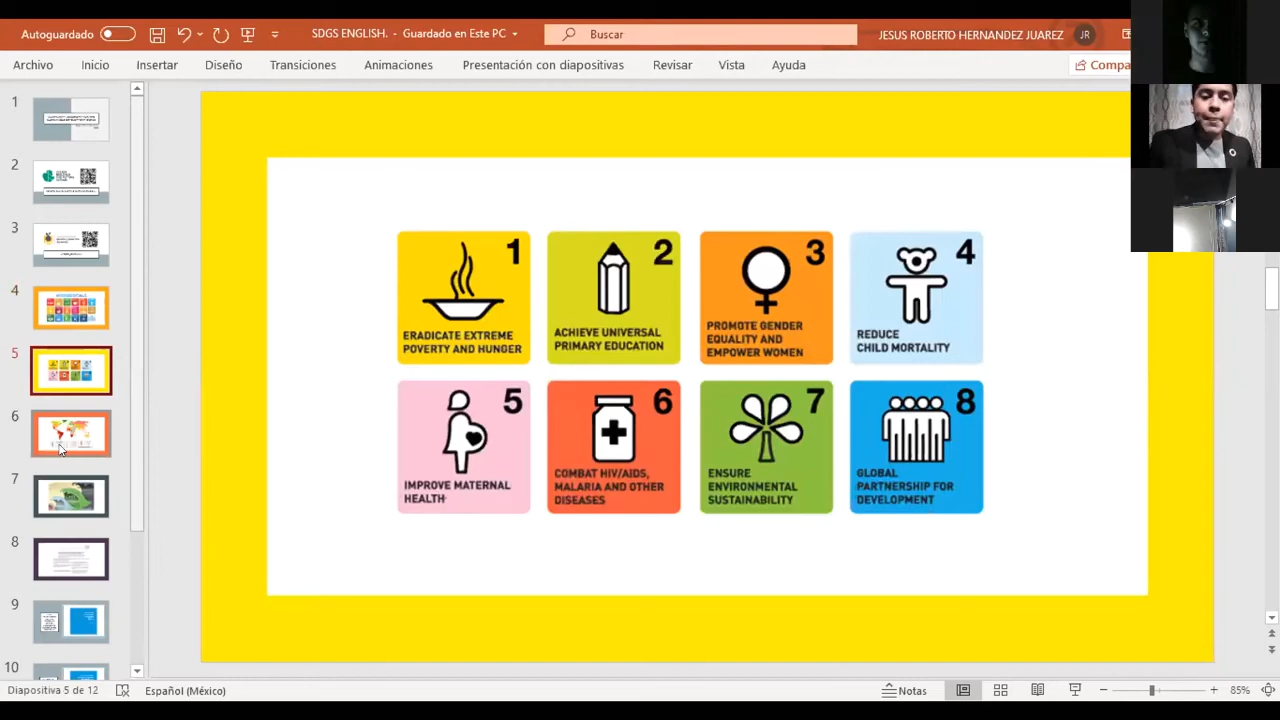 Autoguardado
SDGS ENGLISH. - Guardado en Este PC
Buscar
JESUS ROBERTO HERNANDEZ JUAREZ
JR
Archivo Inicio Insertar Diseño Transiciones Animaciones Presentación con diapositivas Revisar Vista Ayuda
Compa
1
2
3
4
5
6
7
8
9
10
1
ERADICATE EXTREME
POVERTY AND HUNGER
2
ACHIEVE UNIVERSAL
PRIMARY EDUCATION
3
PROMOTE GENDER
EQUALITY AND
EMPOWER WOMEN
4
REDUCE
CHILD MORTALITY
5
IMPROVE MATERNAL
HEALTH
6
COMBAT HIV/AIDS,
MALARIA AND OTHER
DISEASES
7
ENSURE
ENVIRONMENTAL
SUSTAINABILITY
8
GLOBAL
PARTNERSHIP FOR
DEVELOPMENT
Diapositiva 5 de 12
Español (México)
Notas
85%